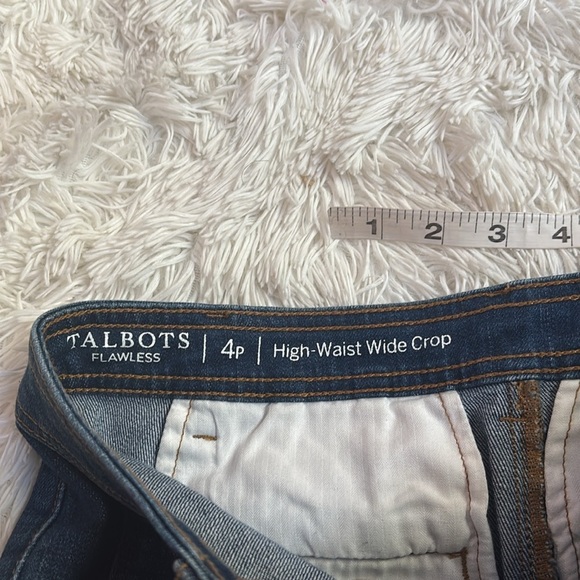 1 2 3 4
TALBOTS | 4P | High-Waist Wide Crop
FLAWLESS